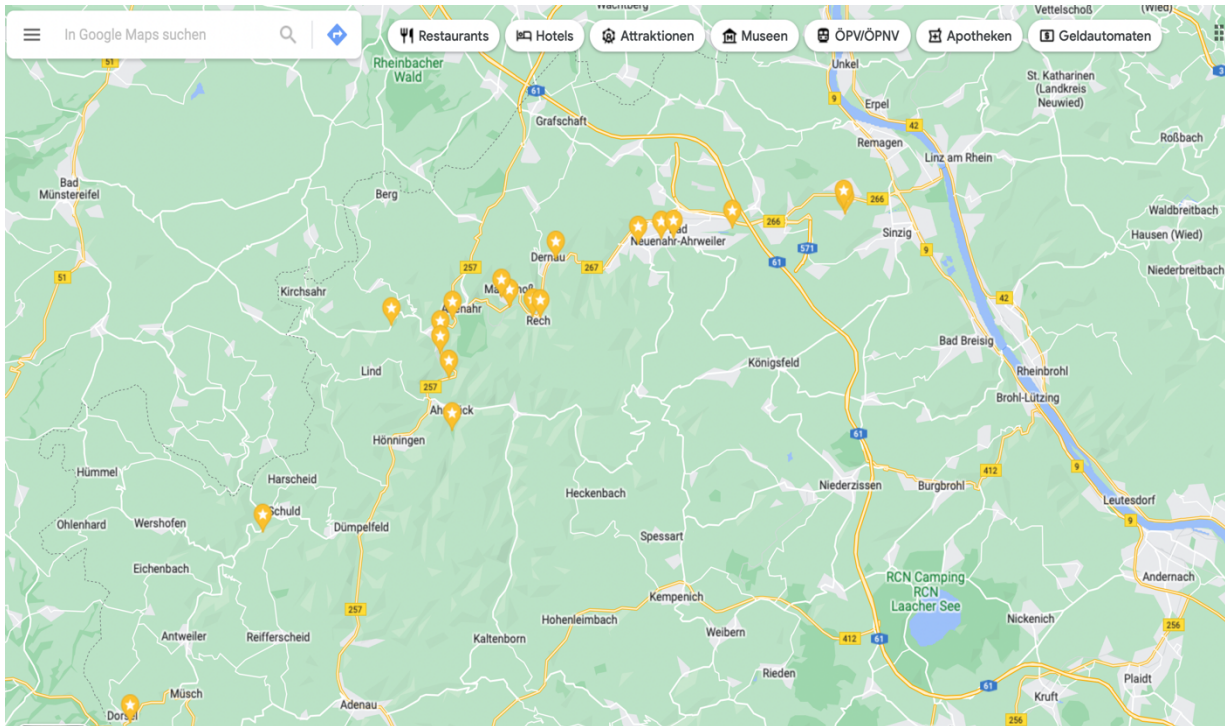 In Google Maps suchen
Restaurants
Hotels
Attraktionen
Museen
ÖPV/ÖPNV
Apotheken
Geldautomaten
Vettelschoß
(Wied)
51
Rheinbacher
Wald
Unkel
St. Katharinen
(Landkreis
Neuwied)
61
9
Erpel
Grafschaft
42
Roßbach
Remagen
Linz am Rhein
Bad
Münstereifel
Berg
266
266
Waldbreitbach
Neuenahr-Ahrweiler
Sinzig
Hausen (Wied)
571
9
Dernau
267
61
257
51
Niederbreitbach
Kirchsahr
42
Rech
Bad Breisig
Königsfeld
Lind
Rheinbrohl
257
Brohl-Lützing
Hönningen
61
9
Hümmel
412
Harscheid
Niederzissen
Burgbrohl
Heckenbach
Leutesdorf
Schuld
Ohlenhard
Wershofen
Dümpelfeld
9
Spessart
Eichenbach
RCN Camping
RCN
Laacher See
Andernach
Kempenich
257
Hohenleimbach
Nickenich
256
Antweiler
Reifferscheid
Kaltenborn
Weibern
412
61
Rieden
Plaidt
61
Müsch
Kruft
Adenau
Dorsel
256